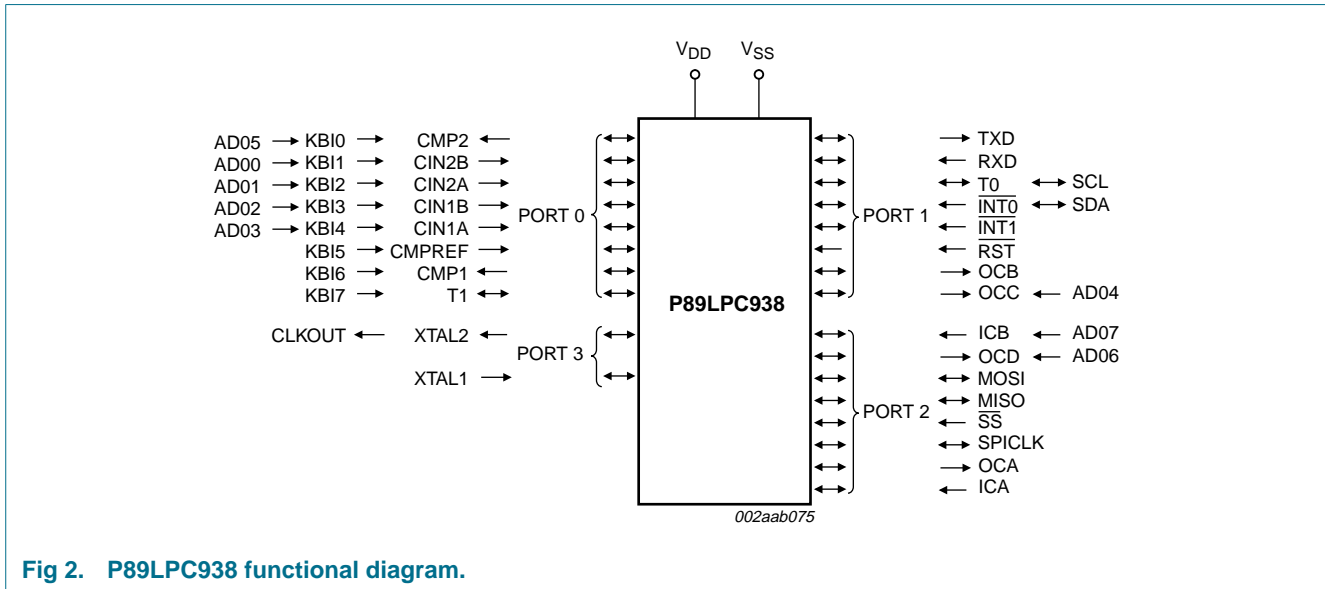 VDD VSS
AD05 KBI0 CMP2 TXD
AD00 KBI1 CIN2B RXD
AD01 KBI2 CIN2A T0 SCL
AD02 KBI3 CIN1B PORT 0 PORT 1 INT0 SDA
AD03 KBI4 CIN1A INT1
KBI5 CMPREF RST
KBI6 CMP1 OCB
KBI7 T1 P89LPC938 OCC AD04
CLKOUT XTAL2 PORT 3 ICB AD07
OCD AD06
XTAL1 MOSI
MISO
PORT 2 SS
SPICLK
OCA
ICA
002aab075
Fig 2. P89LPC938 functional diagram.